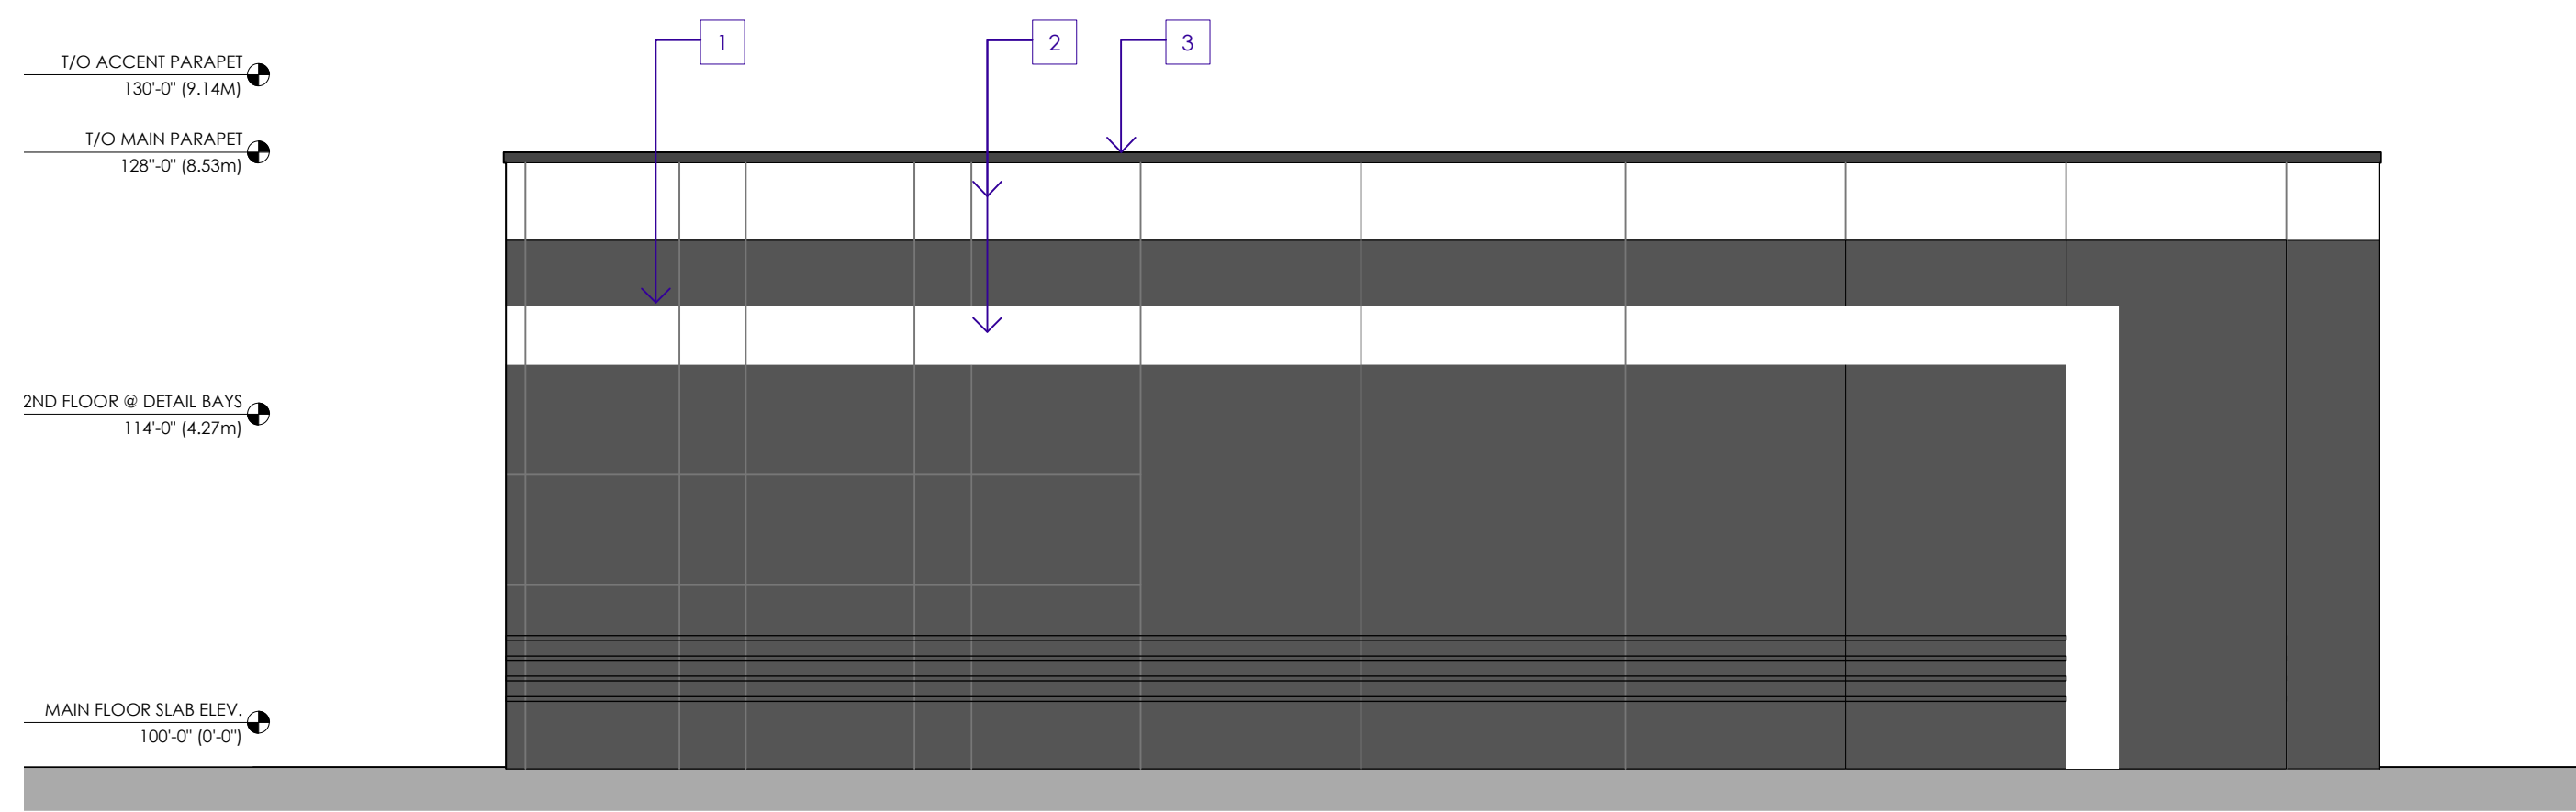 1
2
3
T/O ACCENT PARAPET
130'-0" (9.14M)
T/O MAIN PARAPET
128"-0" (8.53m)
2ND FLOOR @ DETAIL BAYS
114'-0" (4.27m)
MAIN FLOOR SLAB ELEV.
100'-0" (0'-0")